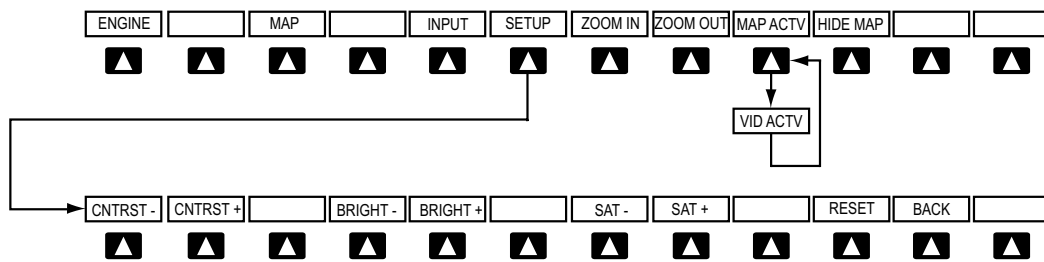 ENGINE MAP INPUT SETUP ZOOM IN ZOOM OUT MAP ACTV HIDE MAP
VID ACTV
CNTRST - CNTRST + BRIGHT - BRIGHT + SAT - SAT + RESET BACK